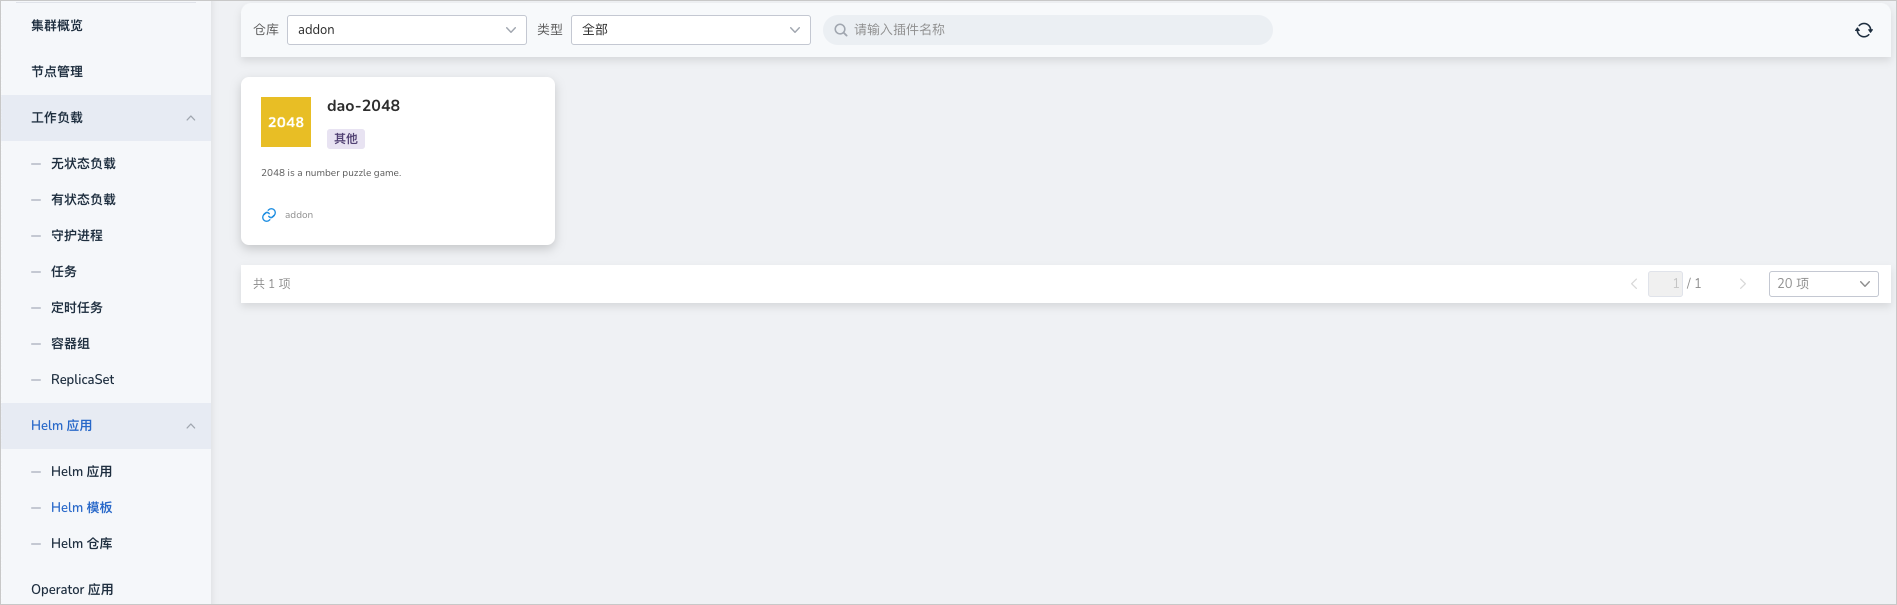 集群概览
节点管理
工作负载
无状态负载
有状态负载
守护进程
任务
定时任务
容器组
ReplicaSet
Helm 应用
Helm 应用
Helm 模板
Helm 仓库
Operator 应用
仓库 addon 类型 全部 请输入插件名称
2048
dao-2048
其他
2048 is a number puzzle game.
addon
共 1 项 1 / 1 20 项